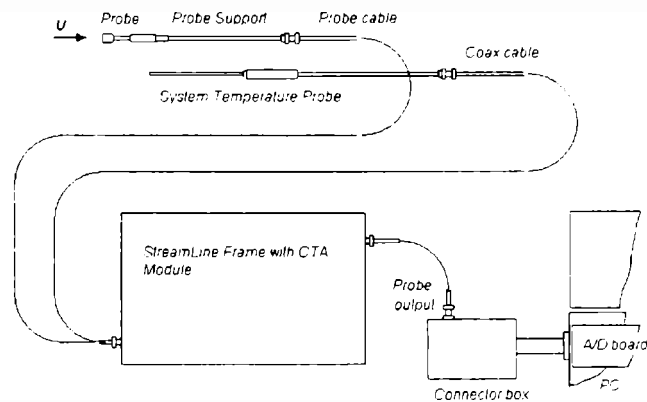 U
Probe
Probe Support
Probe cable
Coax cable
System Temperature Probe
StreamLine Frame with CTA
Module
Probe
output
A/D board
PC
Connector box